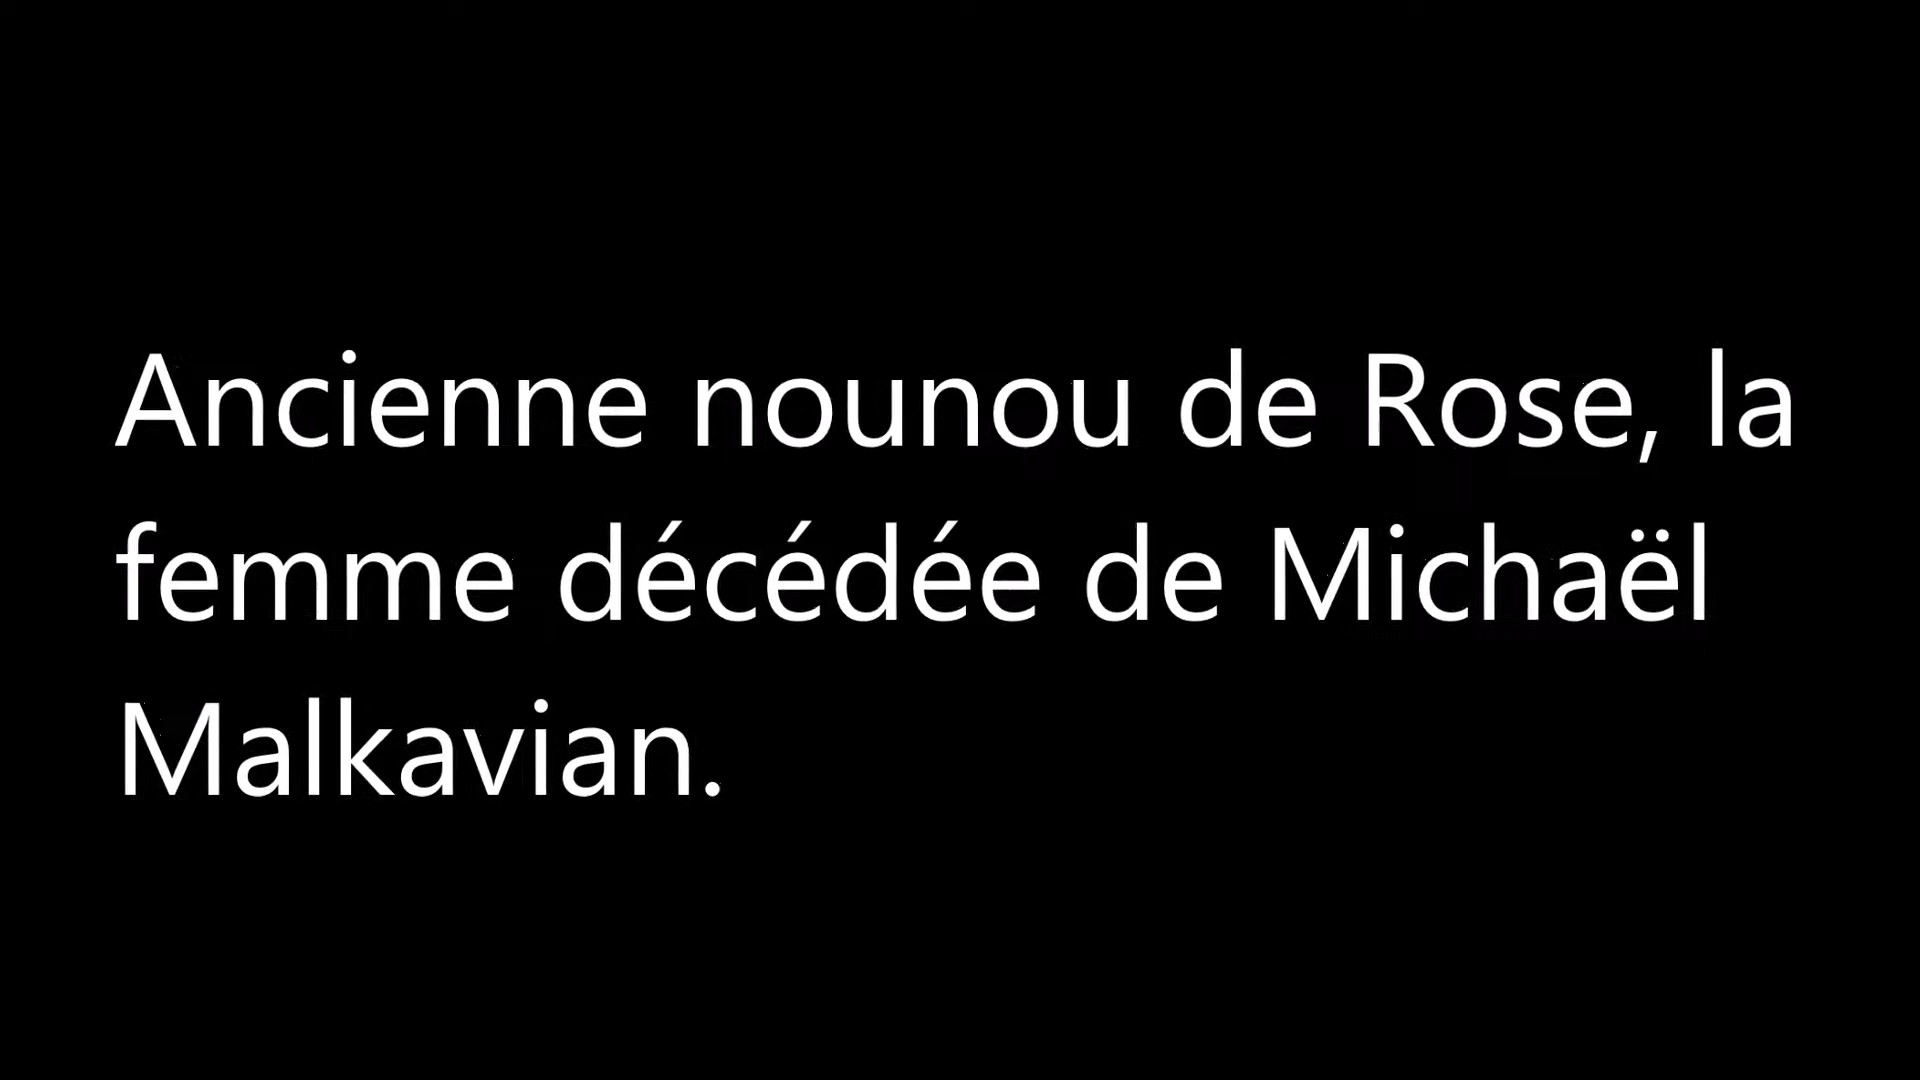 Ancienne nounou de Rose, la
femme décédée de Michaël
Malkavian.